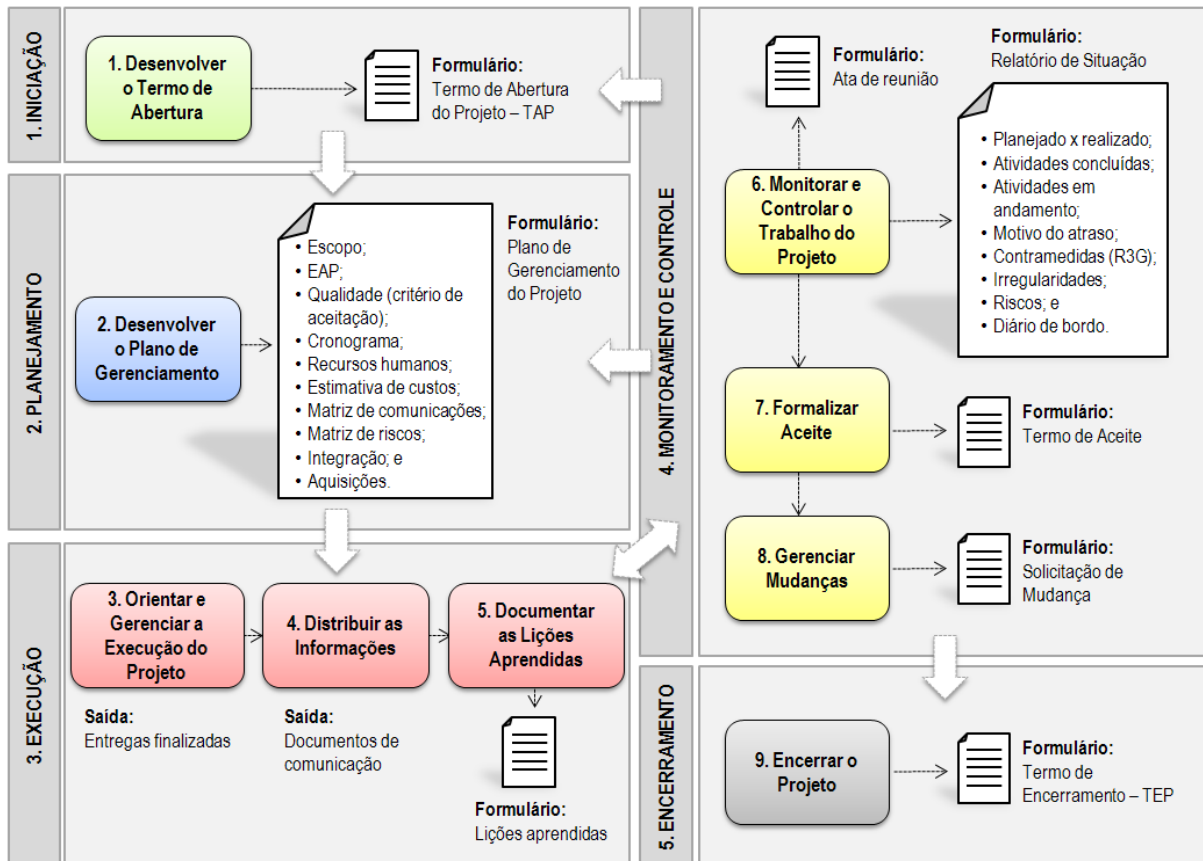 1. INICIAÇÃO
1. Desenvolver
o Termo de
Abertura
Formulário:
Termo de Abertura
do Projeto – TAP
2. PLANEJAMENTO
2. Desenvolver
o Plano de
Gerenciamento
• Escopo;
• EAP;
• Qualidade (critério de
aceitação);
• Cronograma;
• Recursos humanos;
• Estimativa de custos;
• Matriz de comunicações;
• Matriz de riscos;
• Integração; e
• Aquisições.
Formulário:
Plano de
Gerenciamento
do Projeto
3. EXECUÇÃO
3. Orientar e
Gerenciar a
Execução do
Projeto
Saída:
Entregas finalizadas
4. Distribuir as
Informações
Saída:
Documentos de
comunicação
5. Documentar
as Lições
Aprendidas
Formulário:
Lições aprendidas
4. MONITORAMENTO E CONTROLE
Formulário:
Ata de reunião
Formulário:
Relatório de Situação
6. Monitorar e
Controlar o
Trabalho do
Projeto
• Planejado x realizado;
• Atividades concluídas;
• Atividades em
andamento;
• Motivo do atraso;
• Contramedidas (R3G);
• Irregularidades;
• Riscos; e
• Diário de bordo.
7. Formalizar
Aceite
Formulário:
Termo de Aceite
8. Gerenciar
Mudanças
Formulário:
Solicitação de
Mudança
5. ENCERRAMENTO
9. Encerrar o
Projeto
Formulário:
Termo de
Encerramento – TEP